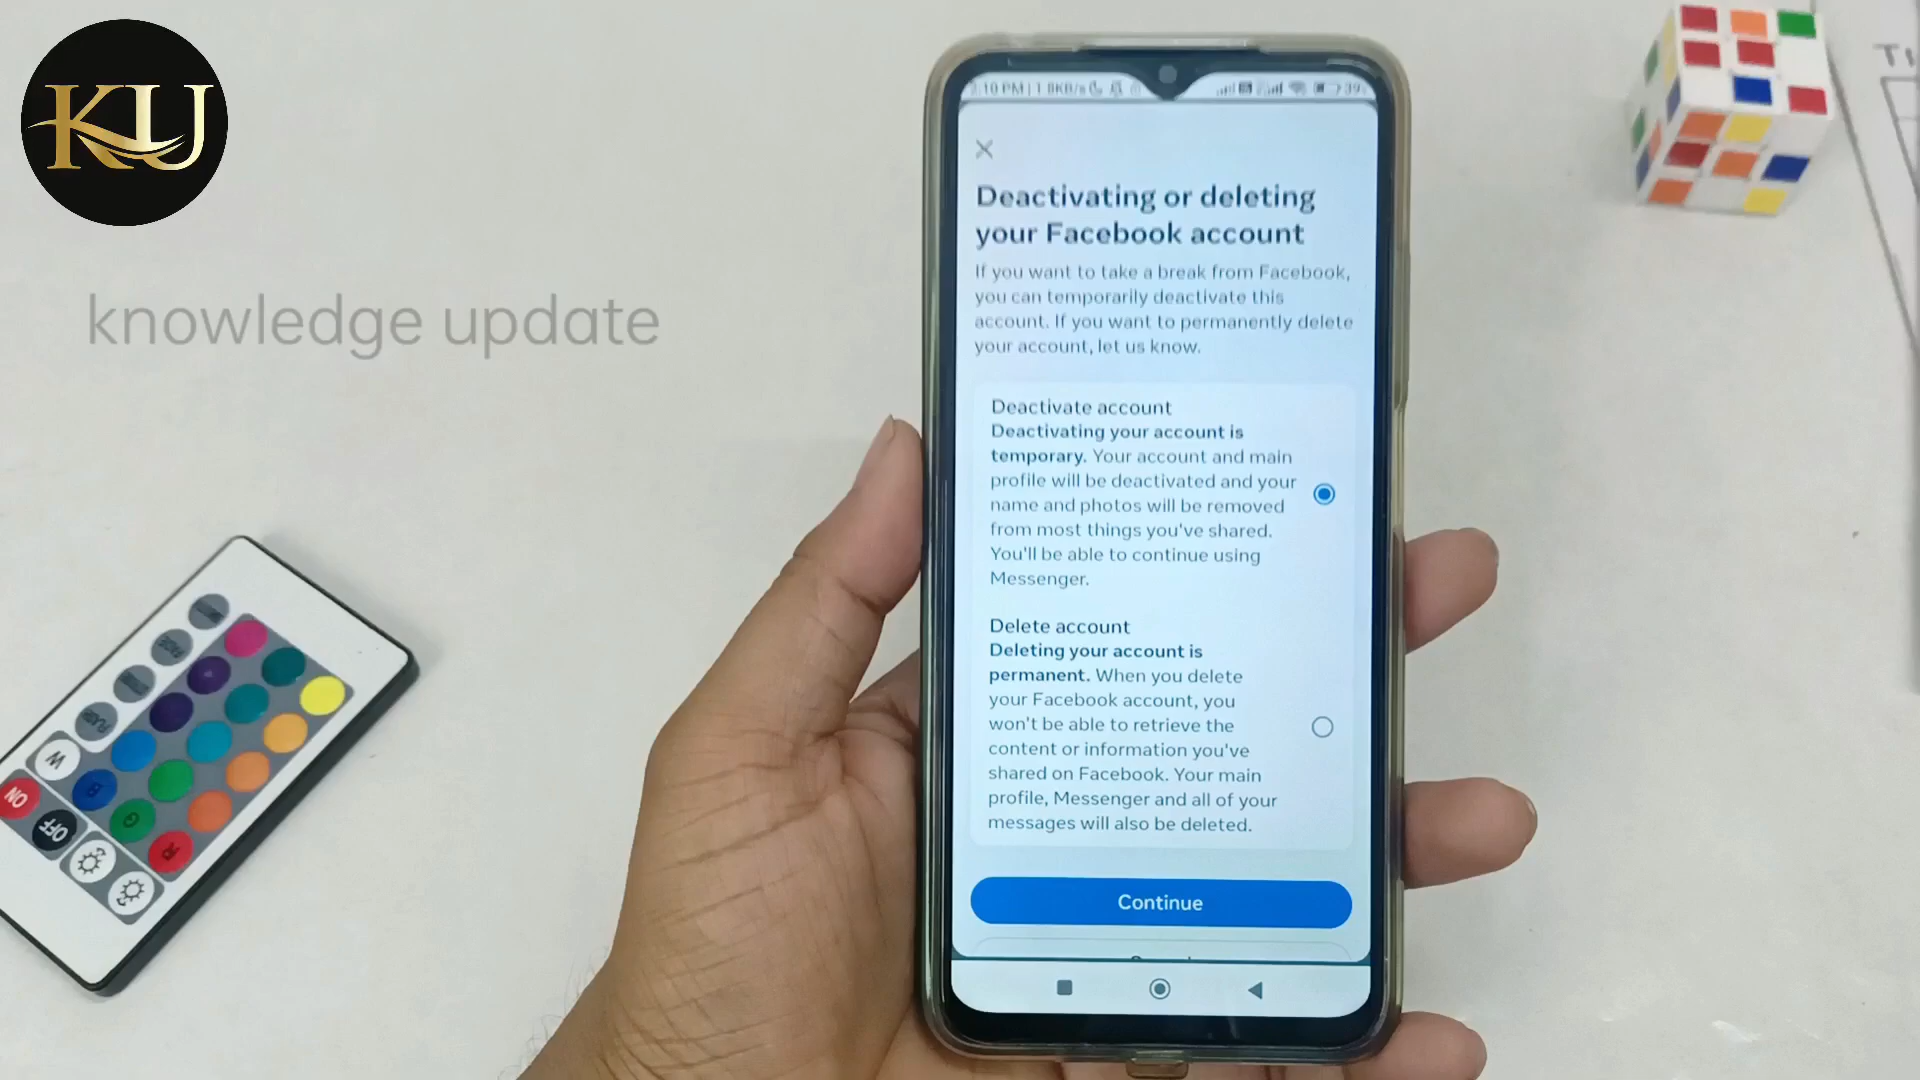 KU
knowledge update
Deactivating or deleting
your Facebook account
If you want to take a break from Facebook,
you can temporarily deactivate this
account. If you want to permanently delete
your account, let us know.
Deactivate account
Deactivating your account is
temporary. Your account and main
profile will be deactivated and your
name and photos will be removed
from most things you've shared.
You'll be able to continue using
Messenger.
Delete account
Deleting your account is
permanent. When you delete
your Facebook account, you
won't be able to retrieve the
content or information you've
shared on Facebook. Your main
profile, Messenger and all of your
messages will also be deleted.
Continue
W
ON
OFF
B
G
R